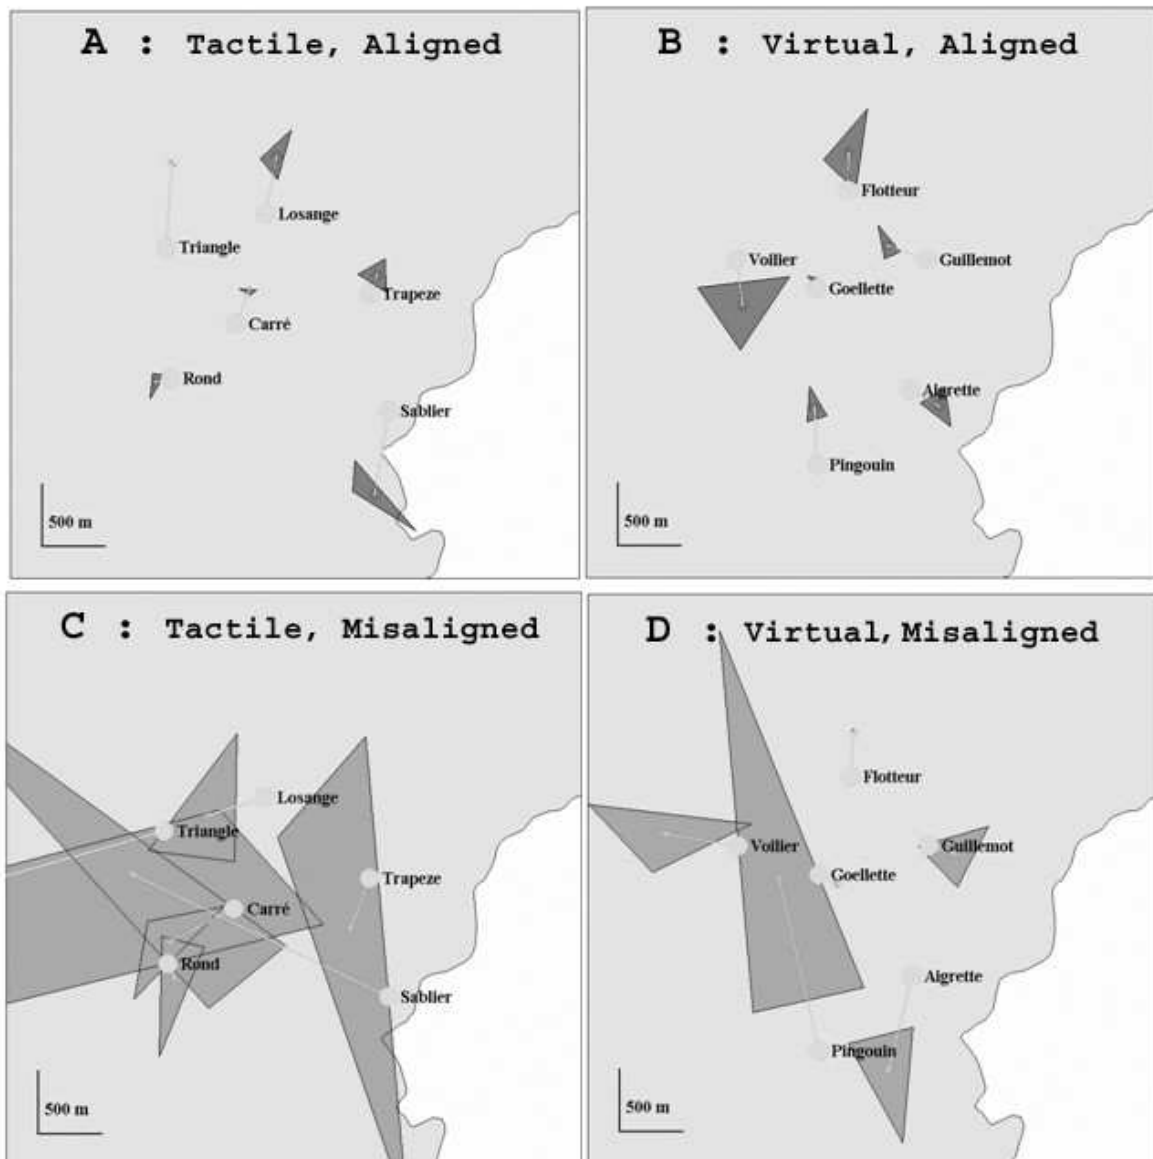 A : Tactile, Aligned
Losange
Triangle
Trapeze
Carré
Rond
Sablier
500 m
B : Virtual, Aligned
Flotteur
Voilier
Guillemot
Goellette
Aigrette
Pingouin
500 m
C : Tactile, Misaligned
Losange
Triangle
Trapeze
Carré
Rond
Sablier
500 m
D : Virtual, Misaligned
Flotteur
Voilier
Guillemot
Goellette
Aigrette
Pingouin
500 m